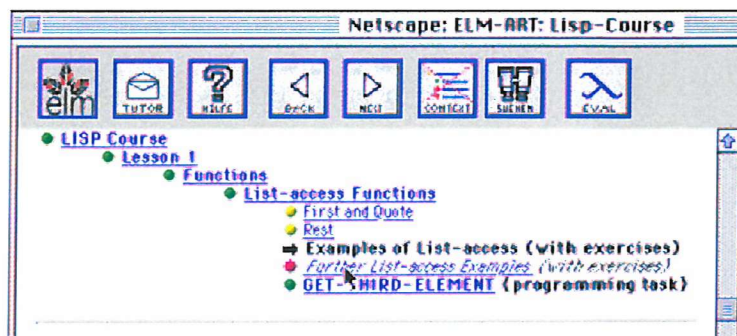 Netscape: ELM-ART: Lisp-Course
elm TUTOR HILFE BACK NEXT CONTEXT SUCHEN EVAL
LISP Course
Lesson 1
Functions
List-access Functions
First and Quote
Rest
Examples of List-access (with exercises)
Further List-access Examples (with exercises)
GET-THIRD-ELEMENT (programming task)